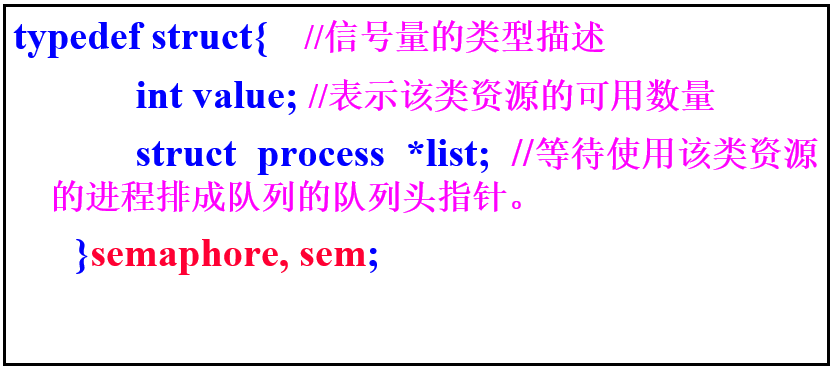 typedef struct{ //信号量的类型描述
int value; //表示该类资源的可用数量
struct process *list; //等待使用该类资源
的进程排成队列的队列头指针。
}semaphore, sem;